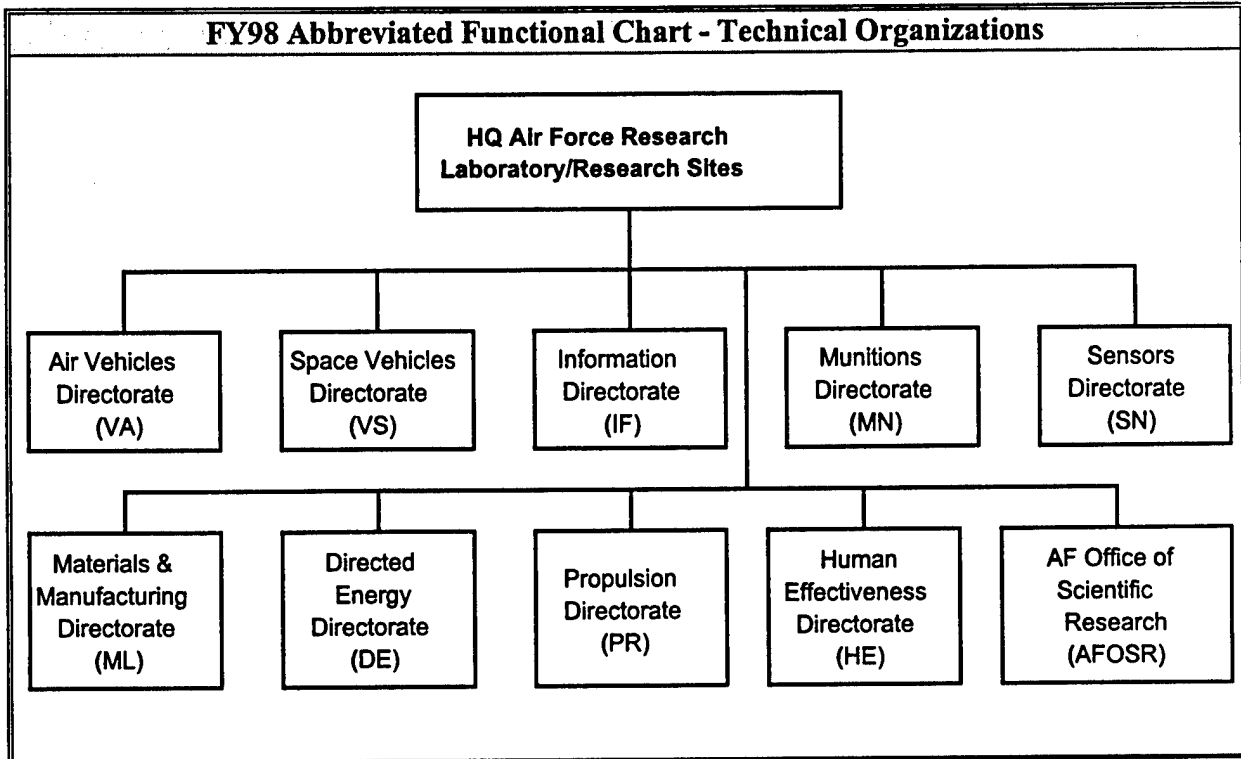 FY98 Abbreviated Functional Chart - Technical Organizations
HQ Air Force Research
Laboratory/Research Sites
Air Vehicles
Directorate
(VA)
Space Vehicles
Directorate
(VS)
Information
Directorate
(IF)
Munitions
Directorate
(MN)
Sensors
Directorate
(SN)
Materials &
Manufacturing
Directorate
(ML)
Directed
Energy
Directorate
(DE)
Propulsion
Directorate
(PR)
Human
Effectiveness
Directorate
(HE)
AF Office of
Scientific
Research
(AFOSR)